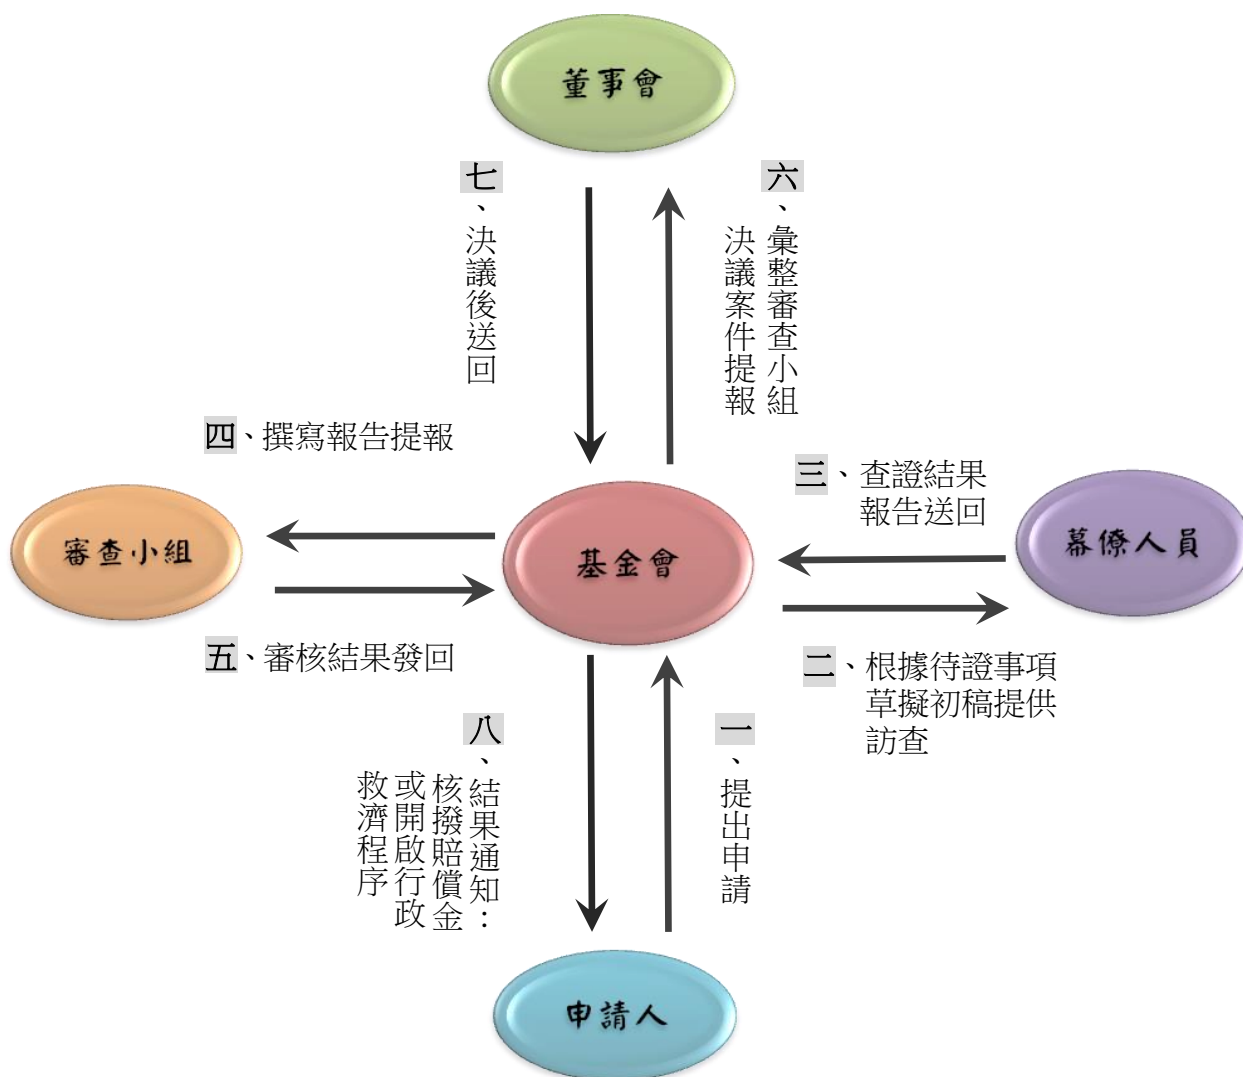 董事會
七、決議後送回
六、彙整審查小組
決議案件提報
四、撰寫報告提報
三、查證結果
報告送回
審查小組
基金會
幕僚人員
五、審核結果發回
二、根據待證事項
草擬初稿提供
訪查
八、結果通知：
核撥賠償金
或開啟行政
救濟程序
一、提出申請
申請人